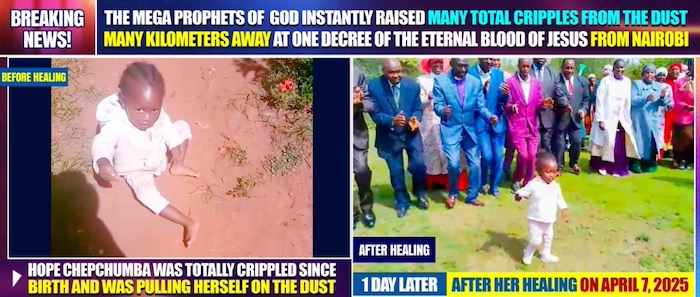 BREAKING
NEWS!
THE MEGA PROPHETS OF GOD INSTANTLY RAISED MANY TOTAL CRIPPLES FROM THE DUST
MANY KILOMETERS AWAY AT ONE DECREE OF THE ETERNAL BLOOD OF JESUS FROM NAIROBI
BEFORE HEALING
HOPE CHEPCHUMBA WAS TOTALLY CRIPPLED SINCE
BIRTH AND WAS PULLING HERSELF ON THE DUST
AFTER HEALING
1 DAY LATER AFTER HER HEALING ON APRIL 7, 2025